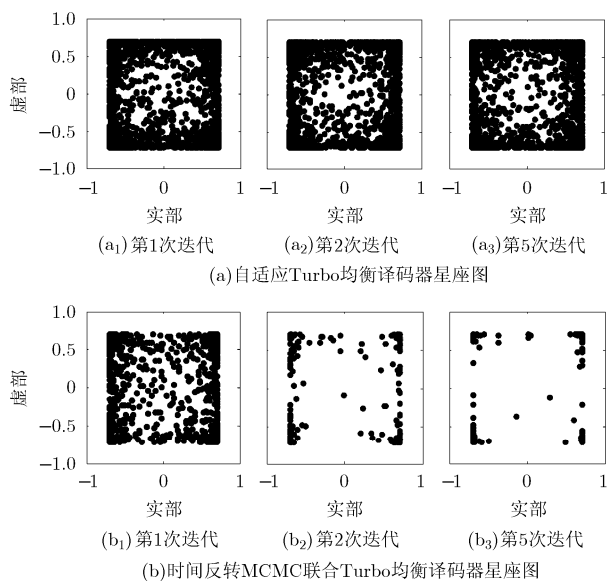 1.0
0.5
0
−0.5
−1.0
虚部
−1 0 1 −1 0 1 −1 0 1
实部 实部 实部
(a₁)第1次迭代 (a₂)第2次迭代 (a₃)第5次迭代
(a)自适应Turbo均衡译码器星座图
1.0
0.5
0
−0.5
−1.0
虚部
−1 0 1 −1 0 1 −1 0 1
实部 实部 实部
(b₁)第1次迭代 (b₂)第2次迭代 (b₃)第5次迭代
(b)时间反转MCMC联合Turbo均衡译码器星座图